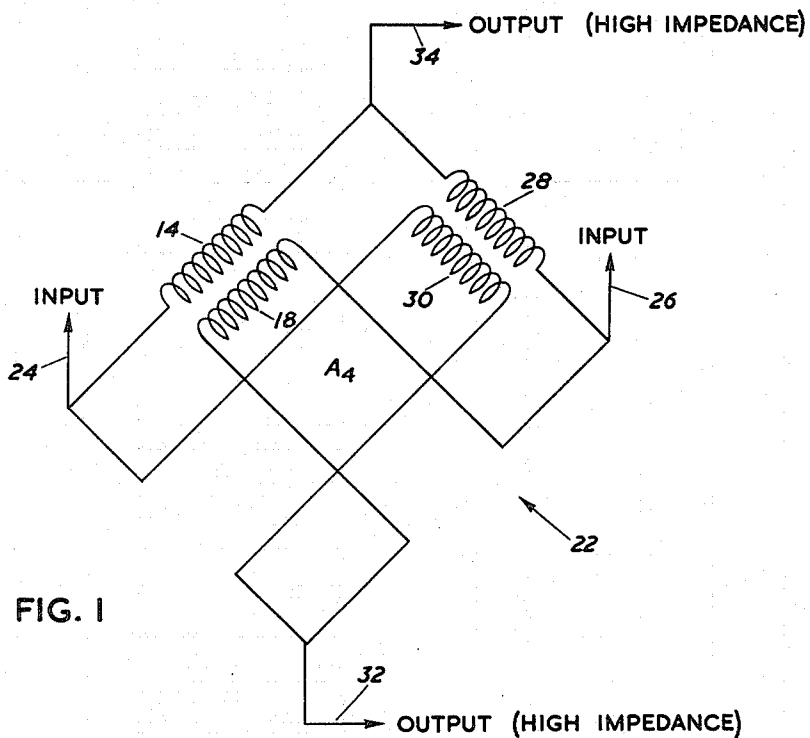 OUTPUT (HIGH IMPEDANCE)
34
28
14
INPUT
INPUT
30
26
18
24
A4
22
FIG. 1
32
OUTPUT (HIGH IMPEDANCE)